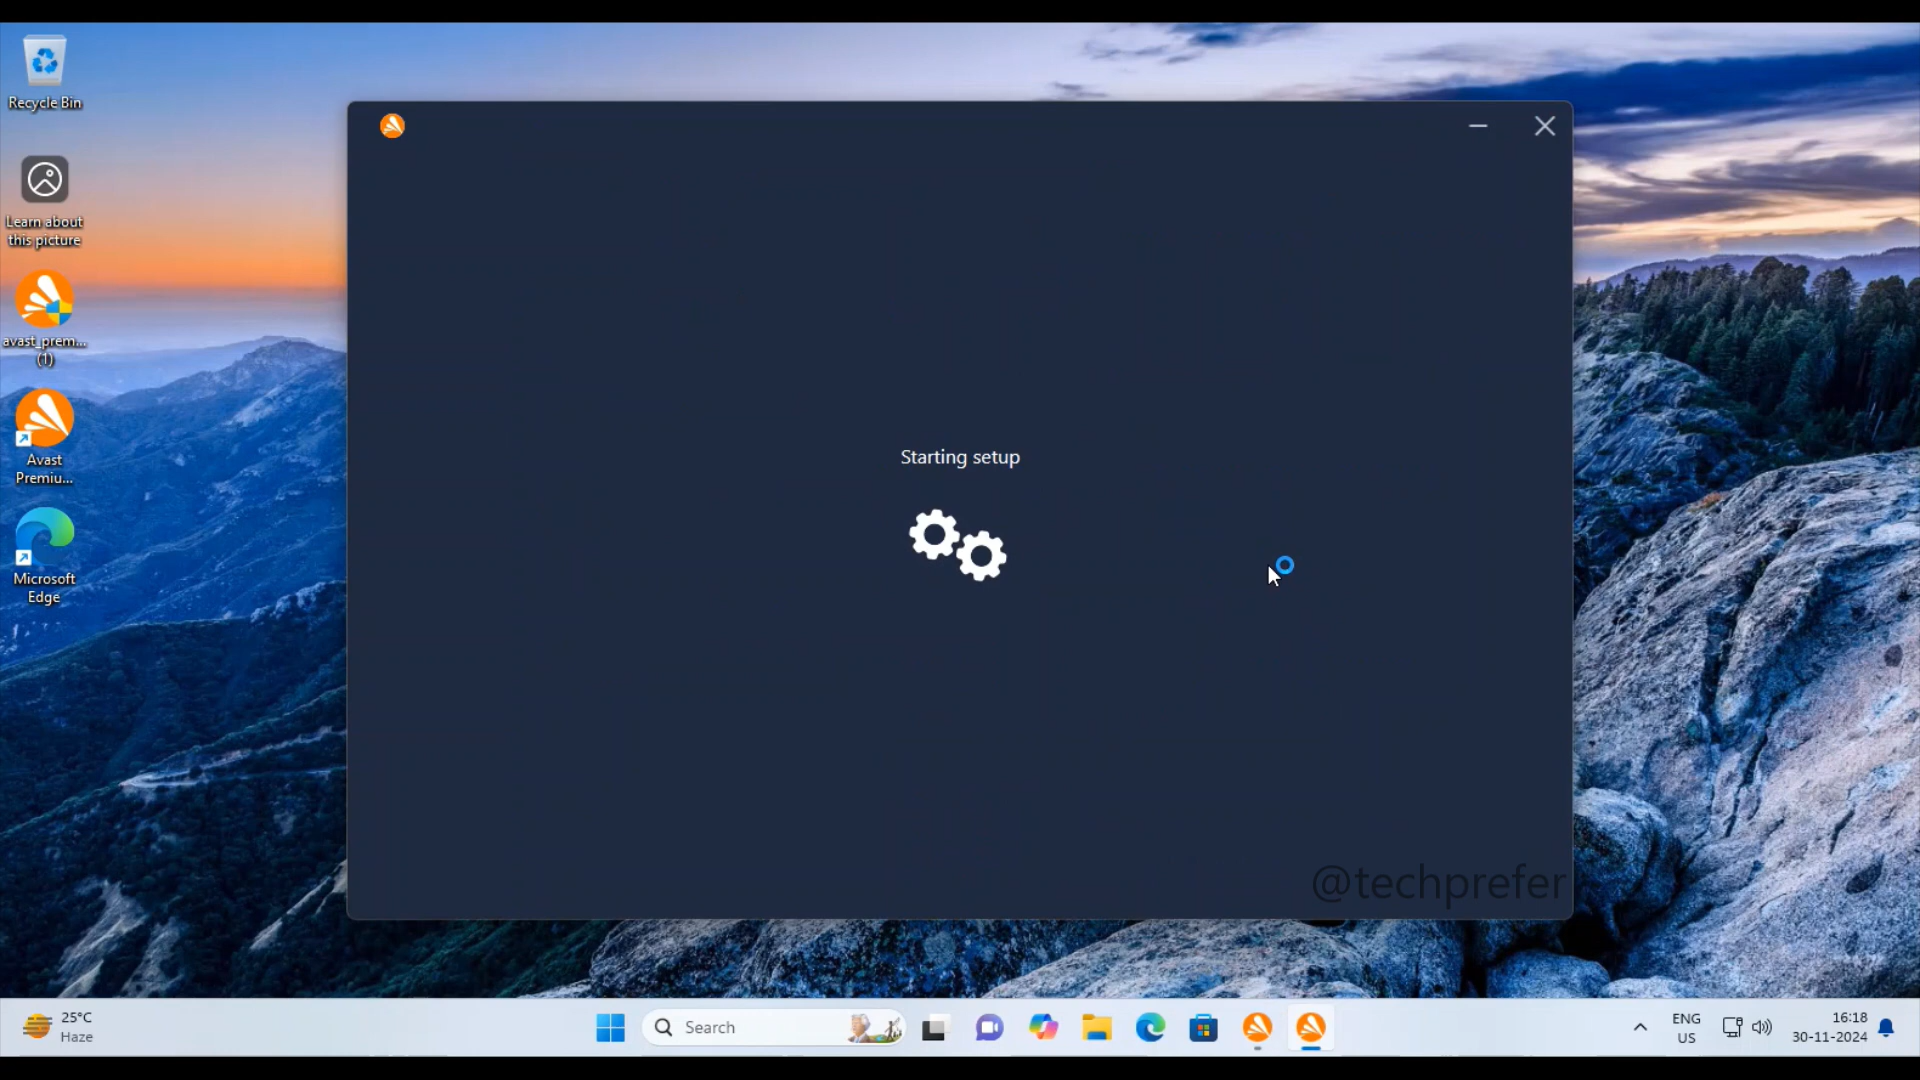 Recycle Bin
Learn about
this picture
avast_prem...
(1)
Avast
Premiu...
Microsoft
Edge
Starting setup
@techprefer
25°C
Haze
Search
ENG
US
16:18
30-11-2024